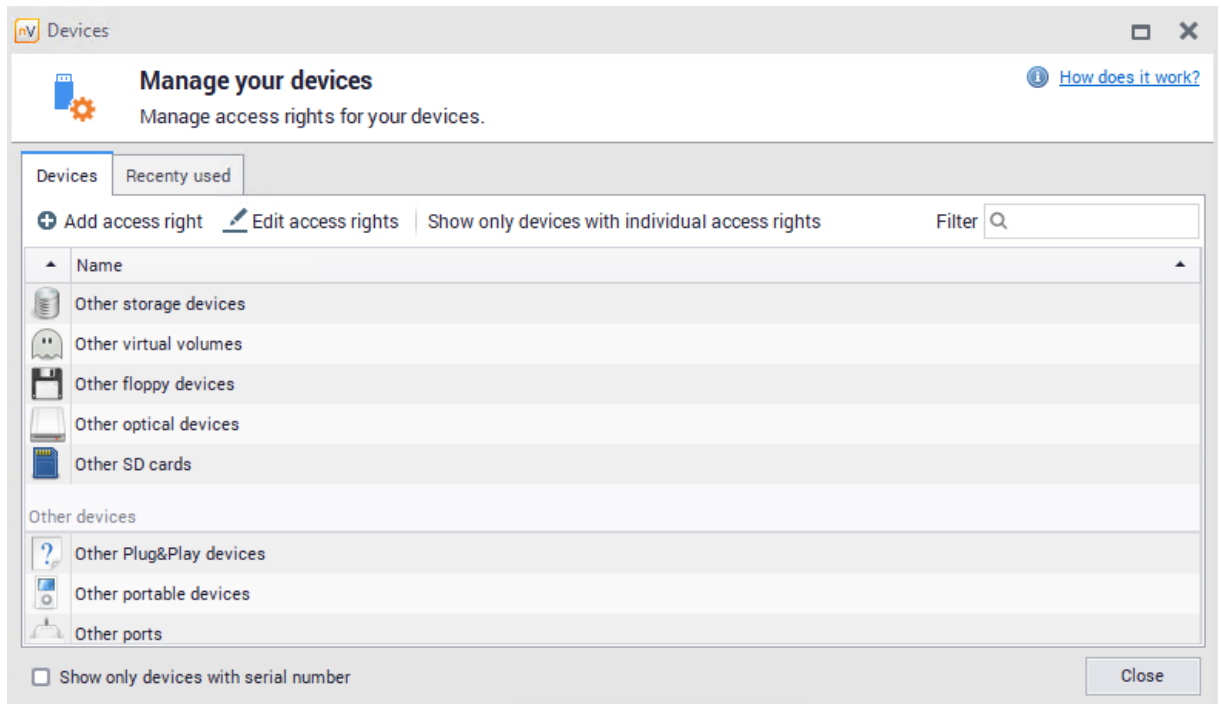 nV Devices
Manage your devices
How does it work?
Manage access rights for your devices.
Devices Recenty used
Add access right Edit access rights Show only devices with individual access rights Filter
Name
Other storage devices
Other virtual volumes
Other floppy devices
Other optical devices
Other SD cards
Other devices
Other Plug&Play devices
Other portable devices
Other ports
Show only devices with serial number Close